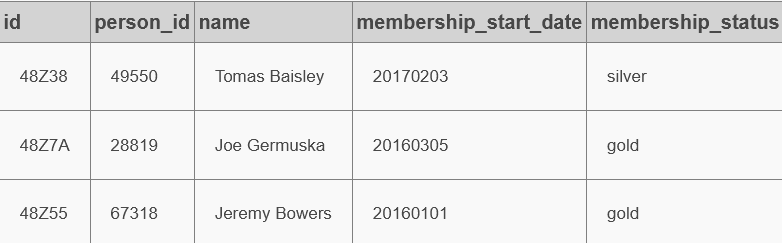 id person_id name membership_start_date membership_status
48Z38 49550 Tomas Baisley 20170203 silver
48Z7A 28819 Joe Germuska 20160305 gold
48Z55 67318 Jeremy Bowers 20160101 gold